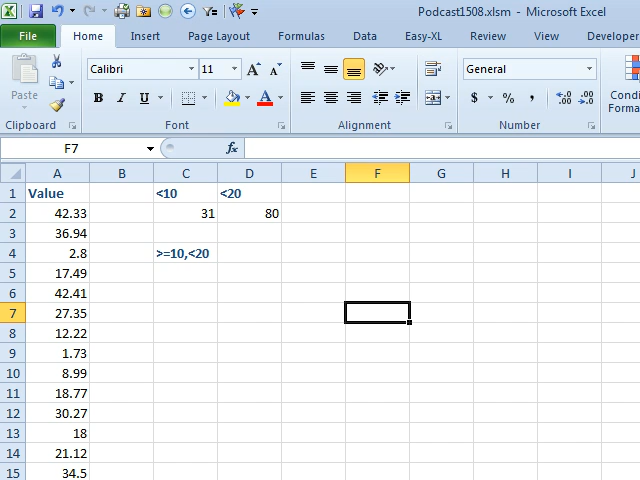 Podcast1508.xlsm - Microsoft Excel
File Home Insert Page Layout Formulas Data Easy-XL Review View Developer
Paste Calibri 11 A A General
B I U A $ % ,
Clipboard Font Alignment Number
F7 fx
A B C D E F G H I J
1 Value <10 <20
2 42.33 31 80
3 36.94
4 2.8 >=10,<20
5 17.49
6 42.41
7 27.35
8 12.22
9 1.73
10 8.99
11 18.77
12 30.27
13 18
14 21.12
15 34.5